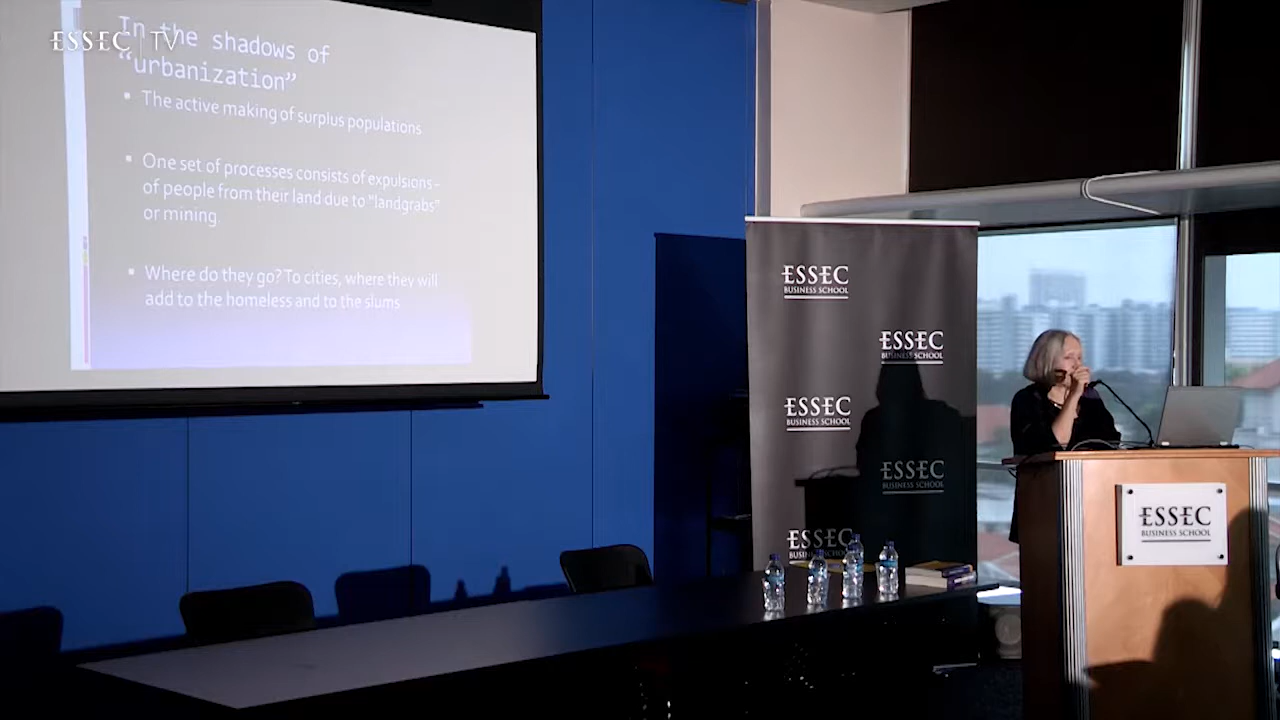 ESSEC TV
In the shadows of
“urbanization”
The active making of surplus populations
One set of processes consists of expulsions –
of people from their land due to “landgrabs”
or mining.
Where do they go? To cities, where they will
add to the homeless and to the slums
ESSEC
BUSINESS SCHOOL
ESSEC
BUSINESS SCHOOL
ESSEC
BUSINESS SCHOOL
ESSEC
BUSINESS SCHOOL
ESSEC
BUSINESS SCHOOL
ESSEC
BUSINESS SCHOOL